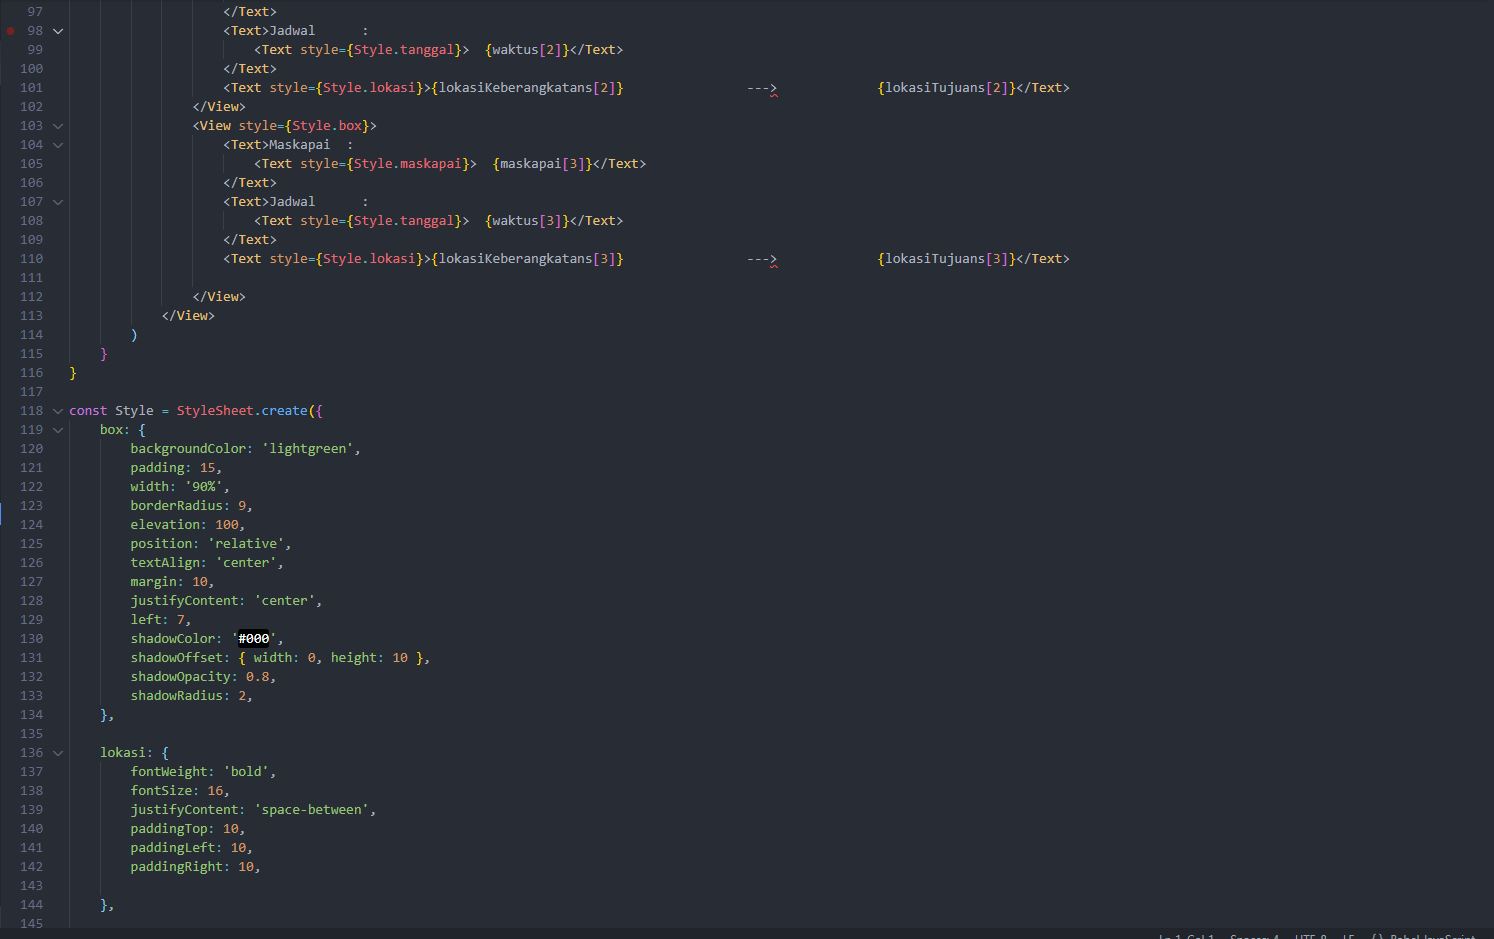 97 </Text>
98 <Text>Jadwal      :
99 <Text style={Style.tanggal}>  {waktus[2]}</Text>
100 </Text>
101 <Text style={Style.lokasi}>{lokasiKeberangkatans[2]}                --->             {lokasiTujuans[2]}</Text>
102 </View>
103 <View style={Style.box}>
104 <Text>Maskapai  :
105 <Text style={Style.maskapai}>  {maskapai[3]}</Text>
106 </Text>
107 <Text>Jadwal      :
108 <Text style={Style.tanggal}>  {waktus[3]}</Text>
109 </Text>
110 <Text style={Style.lokasi}>{lokasiKeberangkatans[3]}                --->             {lokasiTujuans[3]}</Text>
111
112 </View>
113 </View>
114 )
115 }
116 }
117
118 const Style = StyleSheet.create({
119 box: {
120 backgroundColor: 'lightgreen',
121 padding: 15,
122 width: '90%',
123 borderRadius: 9,
124 elevation: 100,
125 position: 'relative',
126 textAlign: 'center',
127 margin: 10,
128 justifyContent: 'center',
129 left: 7,
130 shadowColor: '#000',
131 shadowOffset: { width: 0, height: 10 },
132 shadowOpacity: 0.8,
133 shadowRadius: 2,
134 },
135
136 lokasi: {
137 fontWeight: 'bold',
138 fontSize: 16,
139 justifyContent: 'space-between',
140 paddingTop: 10,
141 paddingLeft: 10,
142 paddingRight: 10,
143
144 },
145